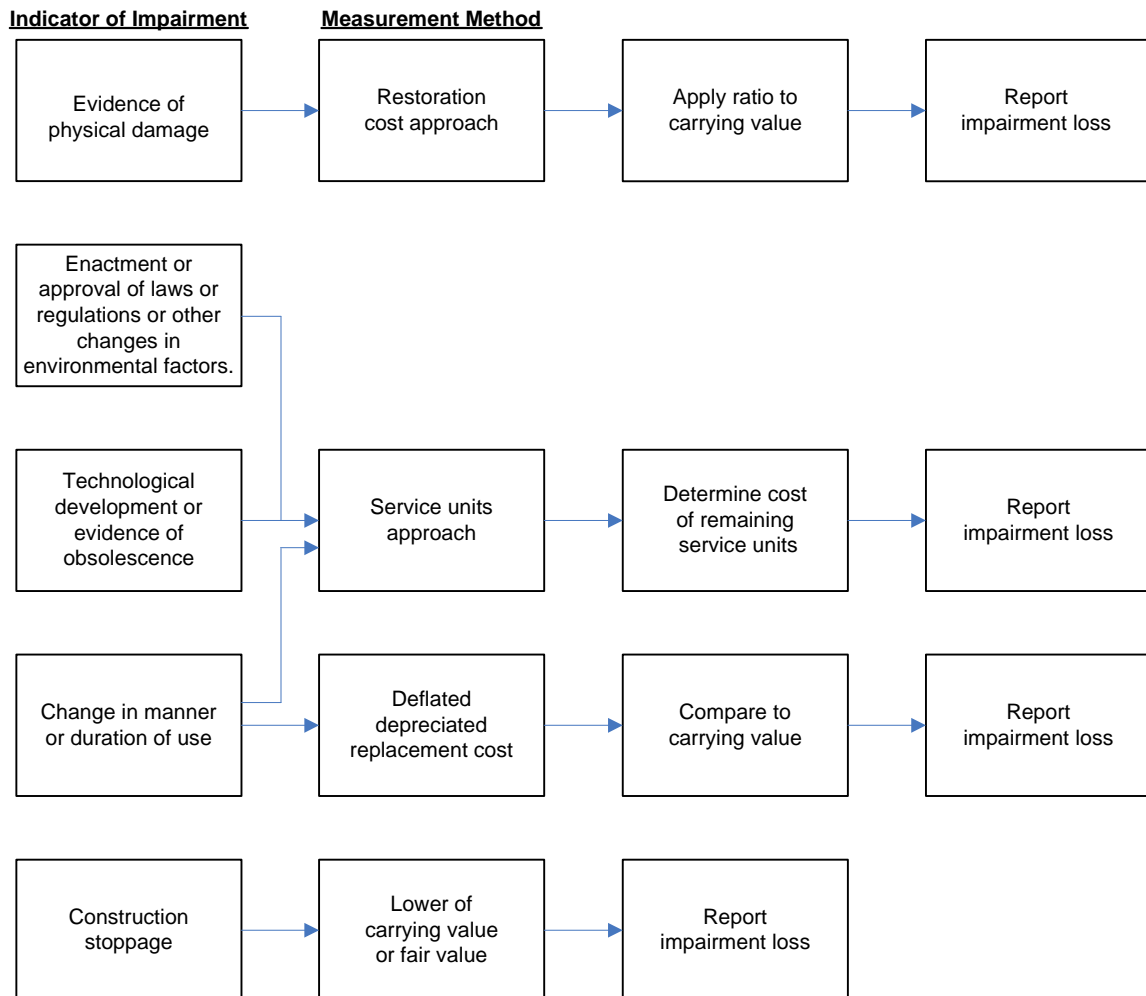 Indicator of Impairment
Measurement Method
Evidence of
physical damage
Restoration
cost approach
Apply ratio to
carrying value
Report
impairment loss
Enactment or
approval of laws or
regulations or other
changes in
environmental factors.
Technological
development or
evidence of
obsolescence
Service units
approach
Determine cost
of remaining
service units
Report
impairment loss
Change in manner
or duration of use
Deflated
depreciated
replacement cost
Compare to
carrying value
Report
impairment loss
Construction
stoppage
Lower of
carrying value
or fair value
Report
impairment loss